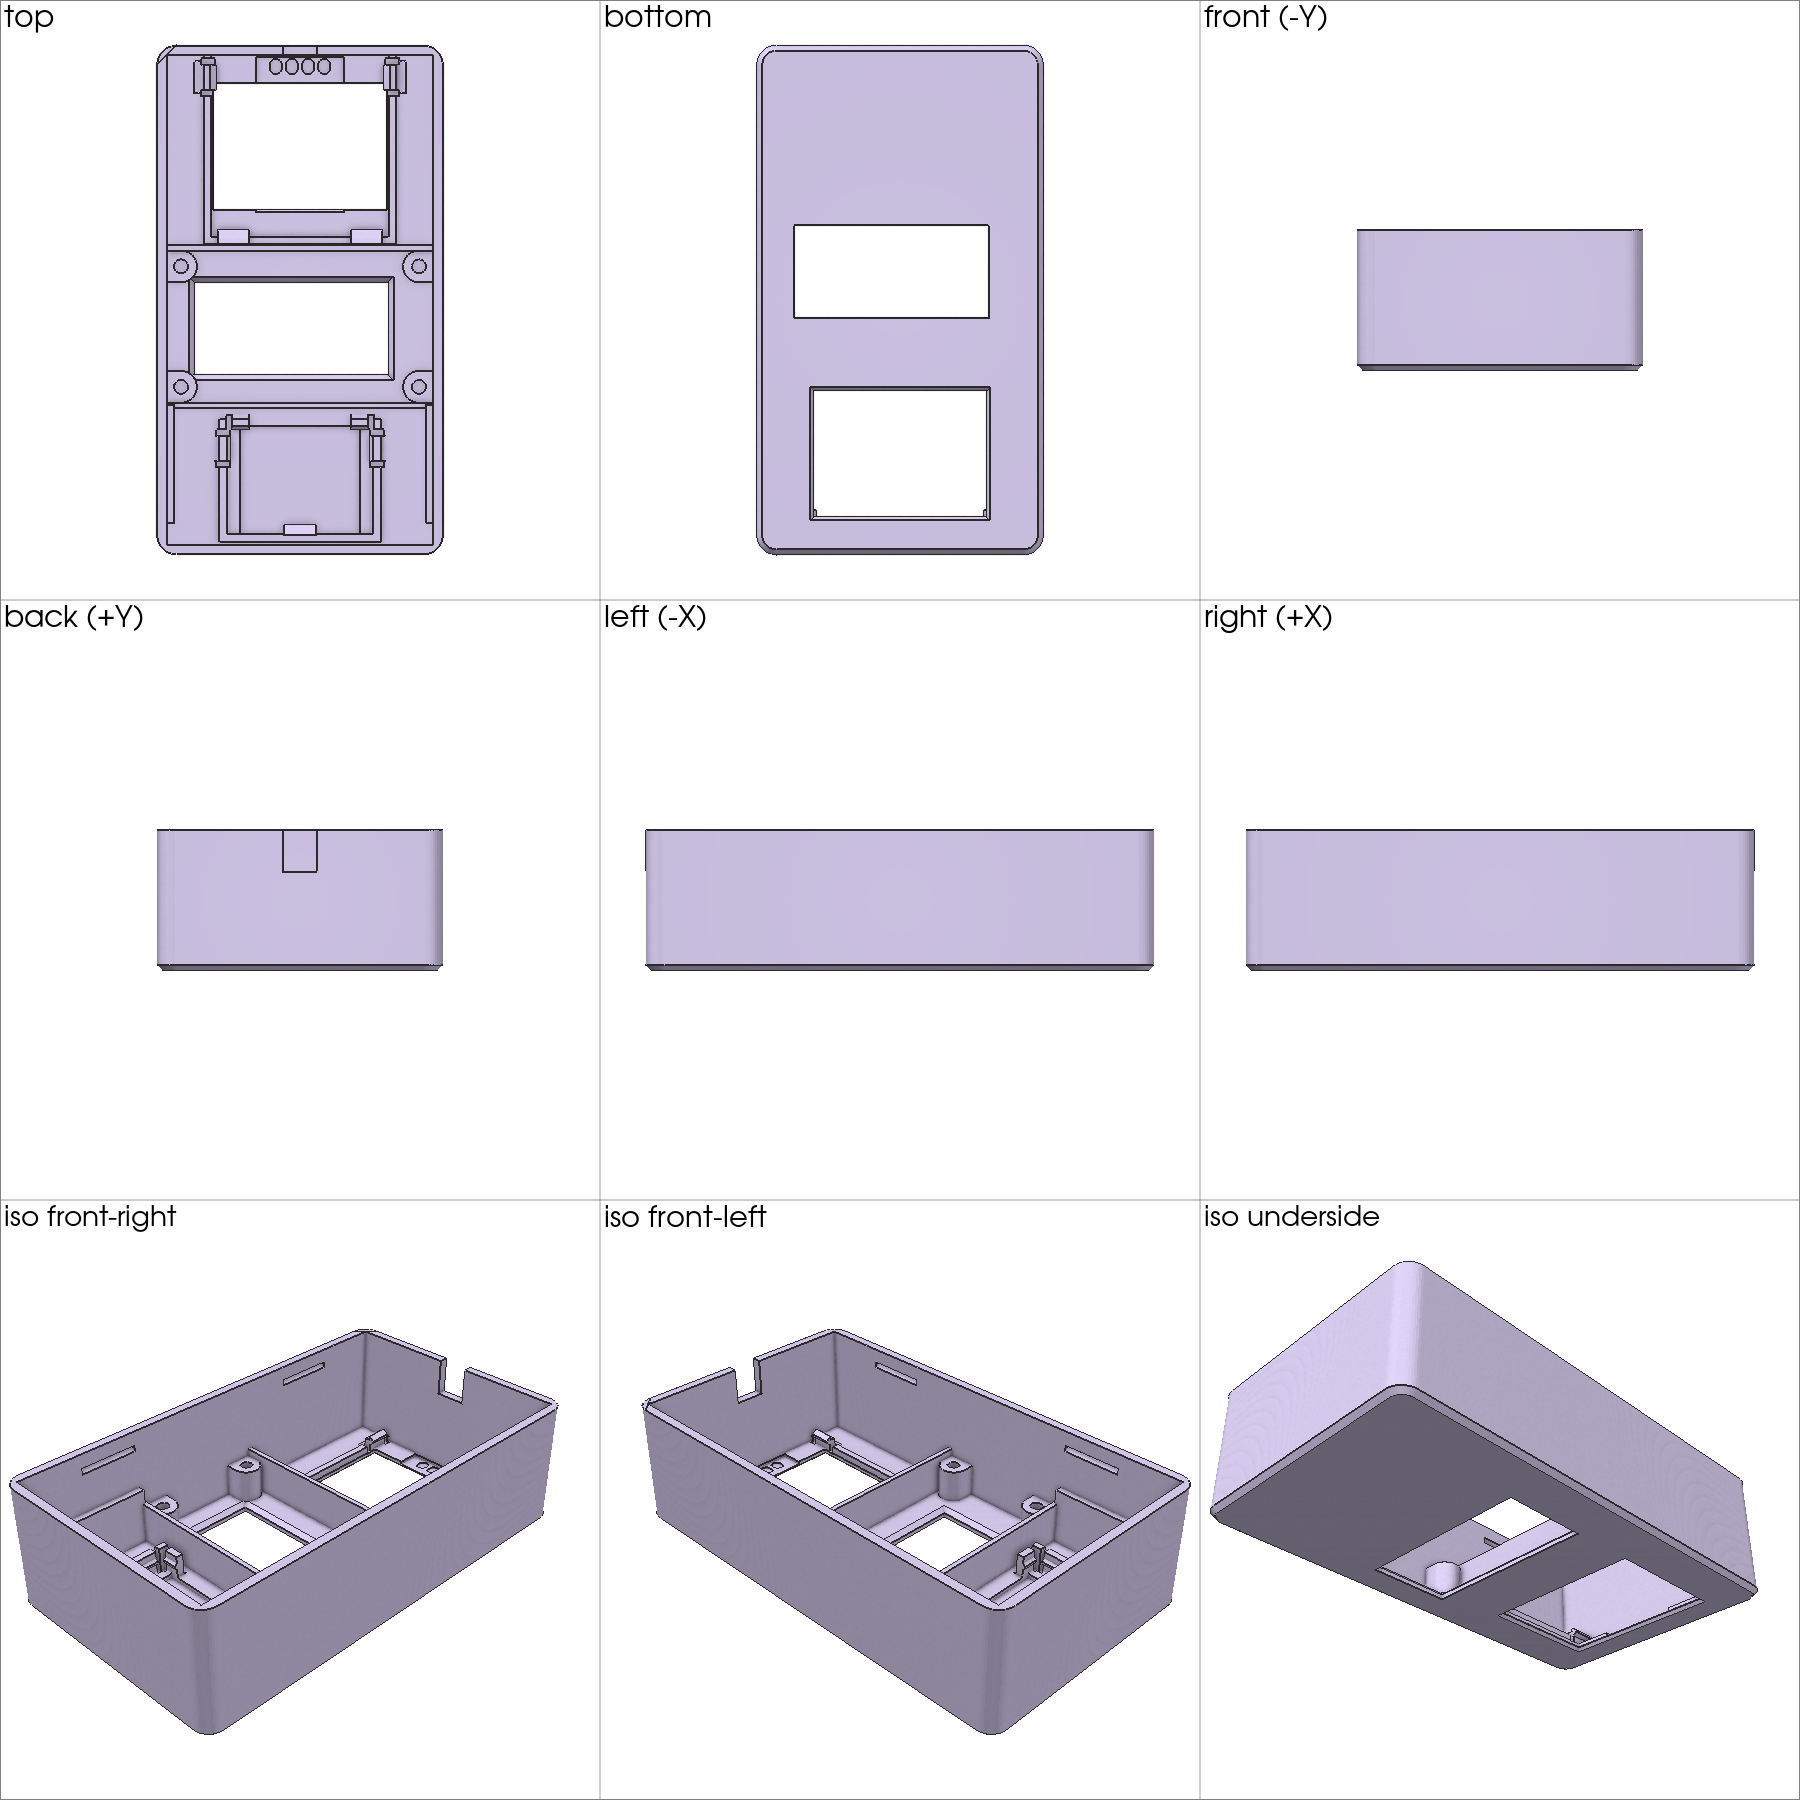 top
bottom
front (-Y)
back (+Y)
left (-X)
right (+X)
iso front-right
iso front-left
iso underside